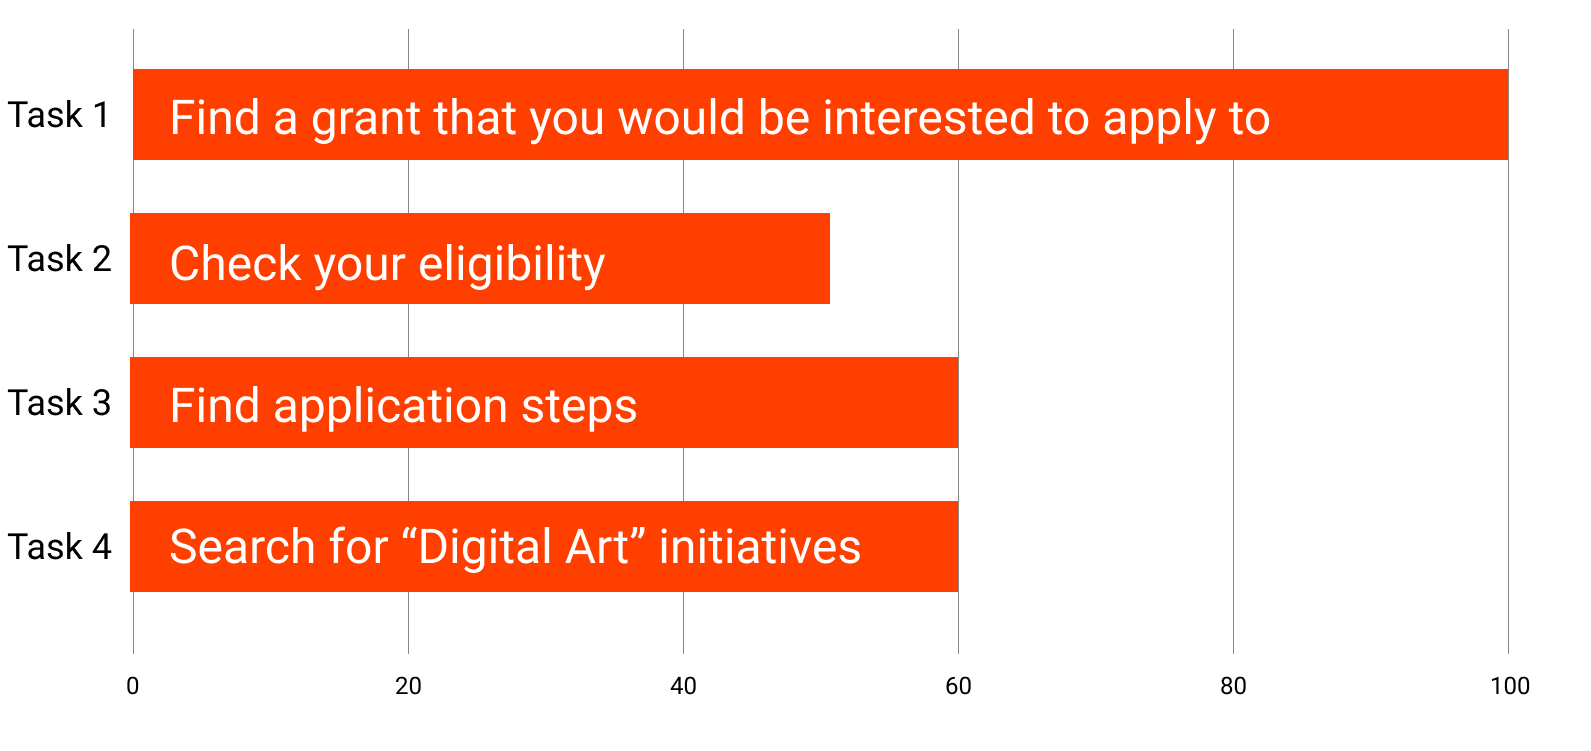 Task 1
Find a grant that you would be interested to apply to
Task 2
Check your eligibility
Task 3
Find application steps
Task 4
Search for “Digital Art” initiatives
0 20 40 60 80 100